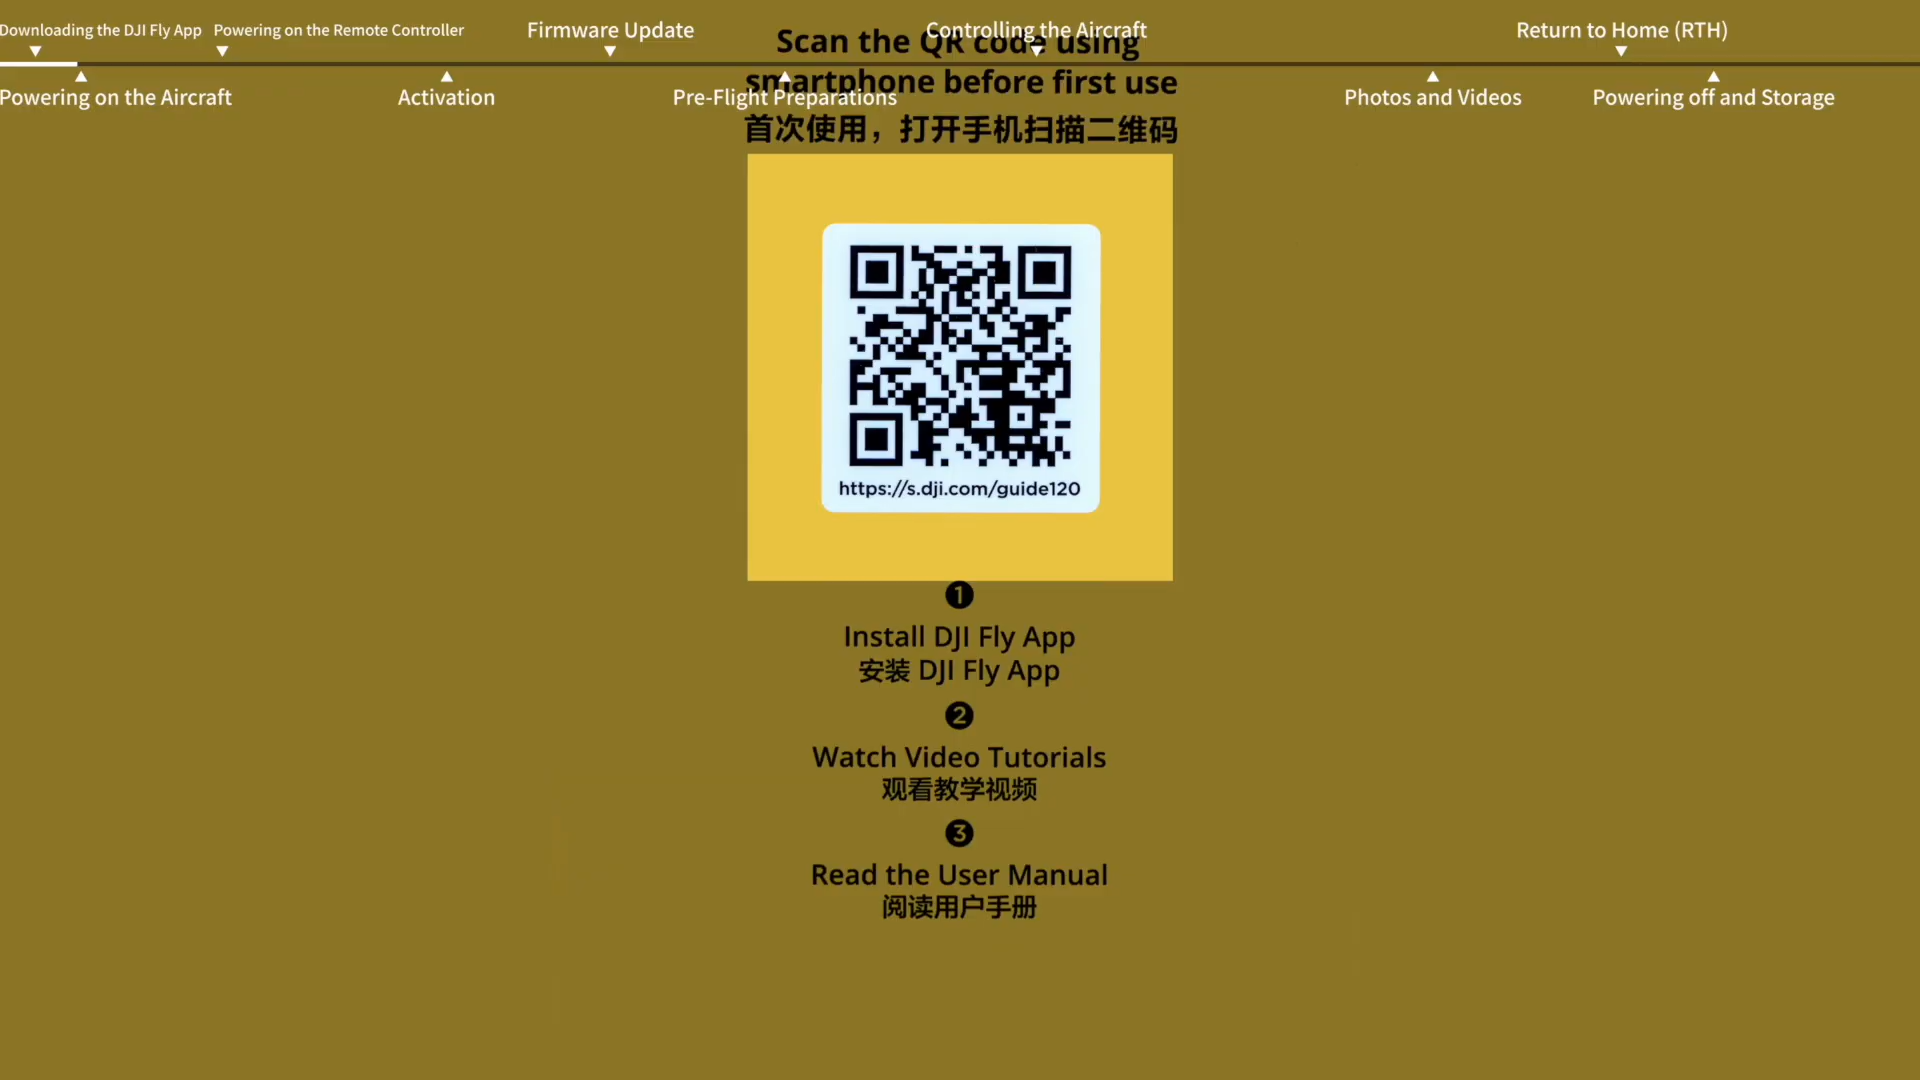 Downloading the DJI Fly App
Powering on the Remote Controller
Firmware Update
Controlling the Aircraft
Return to Home (RTH)
Powering on the Aircraft
Activation
Pre-Flight Preparations
Photos and Videos
Powering off and Storage
Scan the QR code using
smartphone before first use
首次使用，打开手机扫描二维码
https://s.dji.com/guide120
1
Install DJI Fly App
安装 DJI Fly App
2
Watch Video Tutorials
观看教学视频
3
Read the User Manual
阅读用户手册